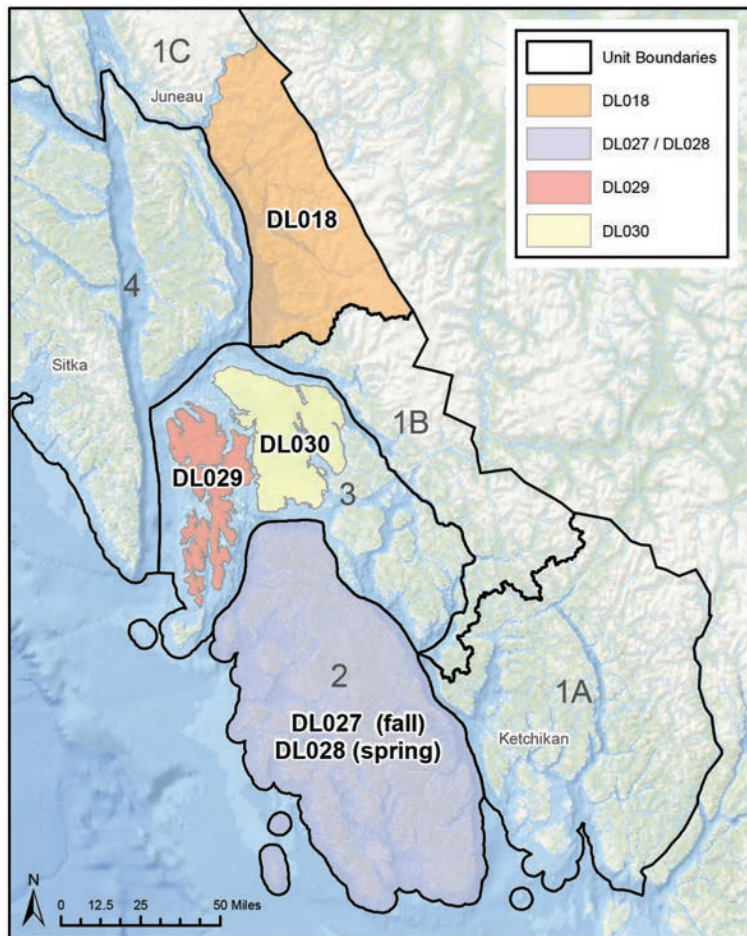 1C
Juneau
Unit Boundaries
DL018
DL027 / DL028
DL029
DL030
DL018
4
Sitka
1B
DL030
DL029
3
2
DL027 (fall)
DL028 (spring)
1A
Ketchikan
N
0 12.5 25 50 Miles